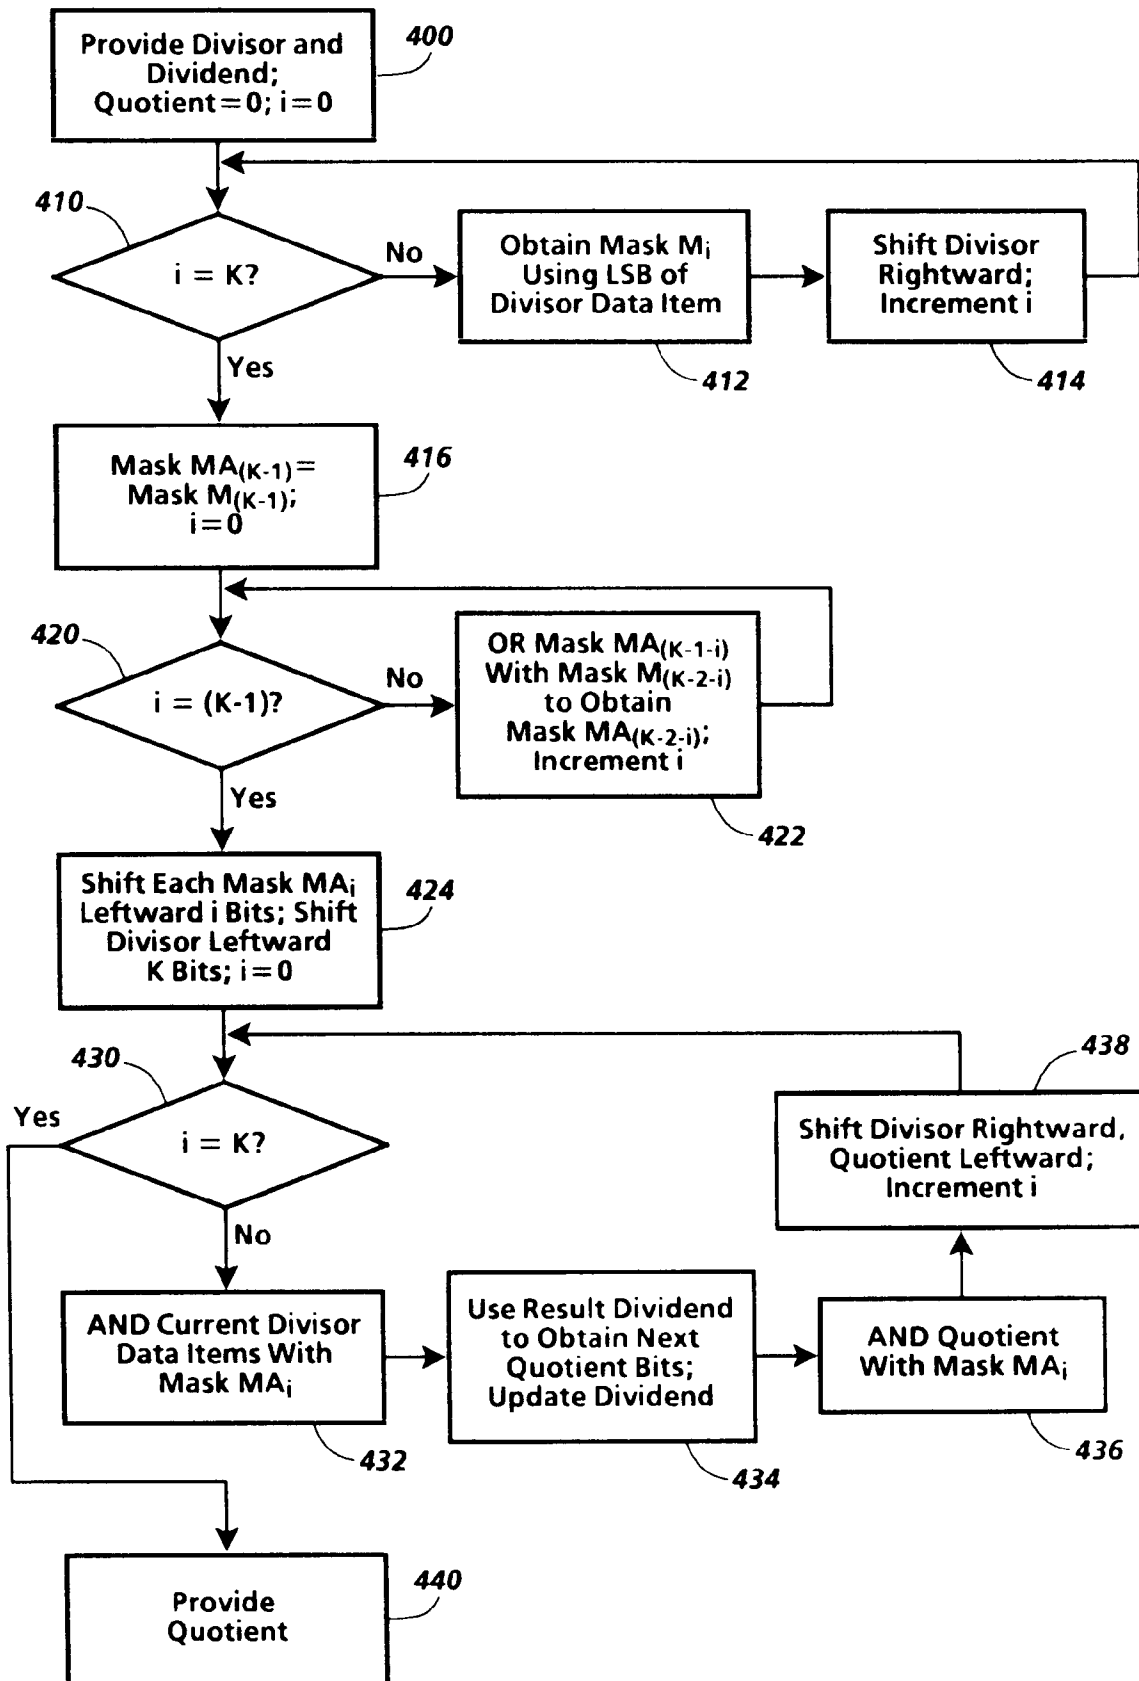 Provide Divisor and
Dividend;
Quotient=0; i=0
400
410
i = K?
No
Obtain Mask Mi
Using LSB of
Divisor Data Item
412
Shift Divisor
Rightward;
Increment i
414
Yes
Mask MA(K-1)=
Mask M(K-1);
i=0
416
420
i = (K-1)?
No
OR Mask MA(K-1-i)
With Mask M(K-2-i)
to Obtain
Mask MA(K-2-i);
Increment i
422
Yes
Shift Each Mask MAi
Leftward i Bits; Shift
Divisor Leftward
K Bits; i=0
424
430
Yes
i = K?
No
438
Shift Divisor Rightward,
Quotient Leftward;
Increment i
AND Current Divisor
Data Items With
Mask MAi
432
Use Result Dividend
to Obtain Next
Quotient Bits;
Update Dividend
434
AND Quotient
With Mask MAi
436
Provide
Quotient
440